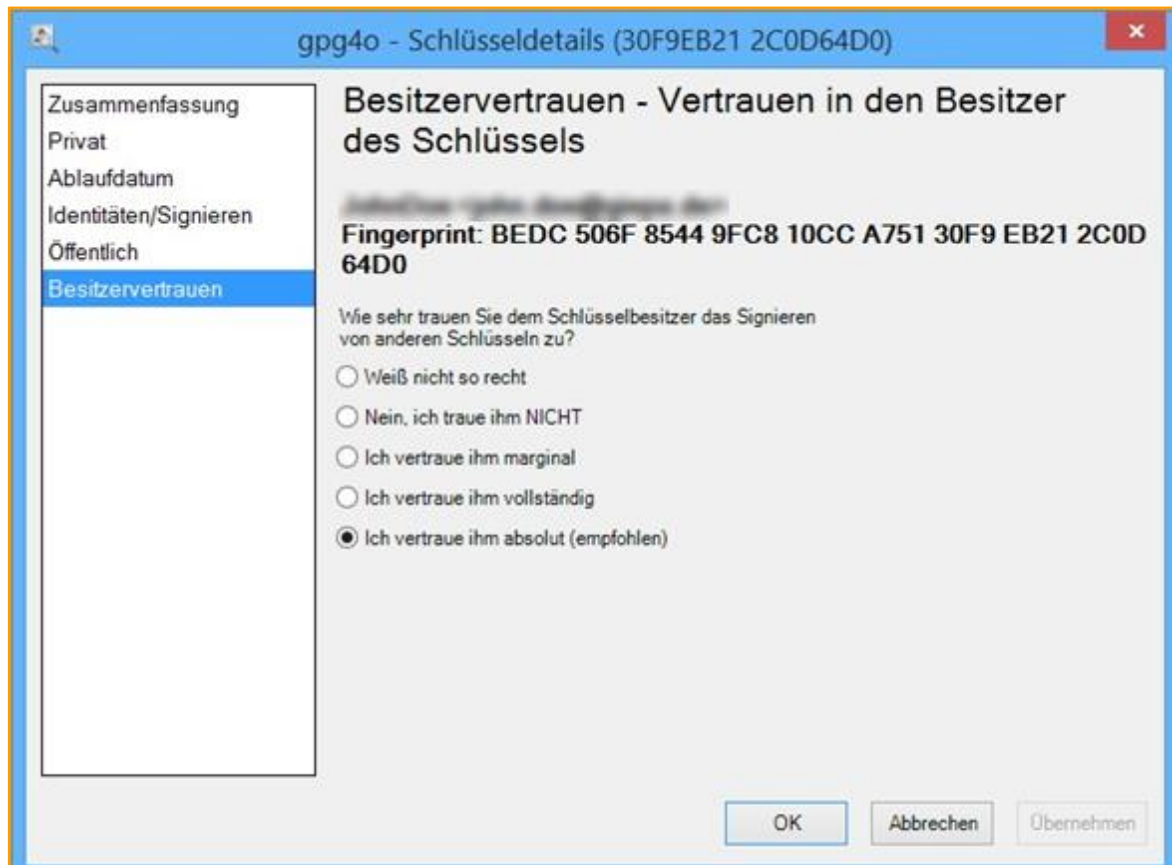 gpg4o - Schlüsseldetails (30F9EB21 2C0D64D0)
Zusammenfassung
Privat
Ablaufdatum
Identitäten/Signieren
Öffentlich
Besitzervertrauen
Besitzervertrauen - Vertrauen in den Besitzer
des Schlüssels
Fingerprint: BEDC 506F 8544 9FC8 10CC A751 30F9 EB21 2C0D
64D0
Wie sehr trauen Sie dem Schlüsselbesitzer das Signieren
von anderen Schlüsseln zu?
Weiß nicht so recht
Nein, ich traue ihm NICHT
Ich vertraue ihm marginal
Ich vertraue ihm vollständig
Ich vertraue ihm absolut (empfohlen)
OK
Abbrechen
Übernehmen